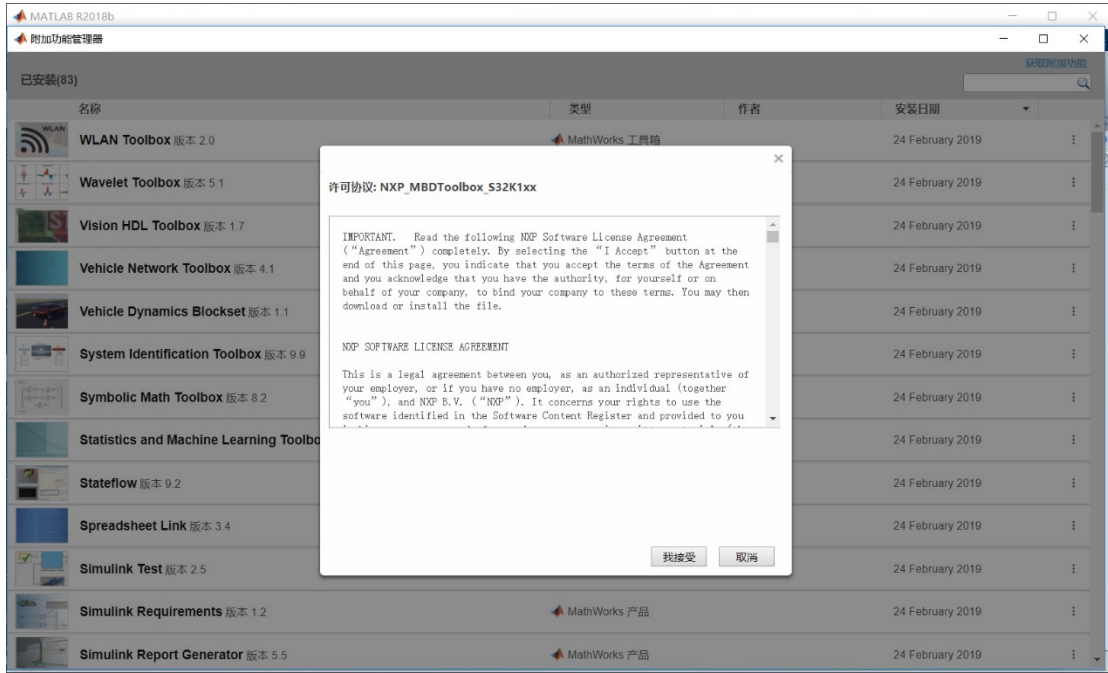 MATLAB R2018b
附加功能管理器
获取附加功能
已安装(83)
名称 类型 作者 安装日期
WLAN
WLAN Toolbox 版本 2.0 MathWorks 工具箱 24 February 2019
Wavelet Toolbox 版本 5.1 24 February 2019
Vision HDL Toolbox 版本 1.7 24 February 2019
Vehicle Network Toolbox 版本 4.1 24 February 2019
Vehicle Dynamics Blockset 版本 1.1 24 February 2019
System Identification Toolbox 版本 9.9 24 February 2019
Symbolic Math Toolbox 版本 8.2 24 February 2019
Statistics and Machine Learning Toolbo 24 February 2019
Stateflow 版本 9.2 24 February 2019
Spreadsheet Link 版本 3.4 24 February 2019
Simulink Test 版本 2.5 24 February 2019
Simulink Requirements 版本 1.2 MathWorks 产品 24 February 2019
Simulink Report Generator 版本 5.5 MathWorks 产品 24 February 2019
许可协议: NXP_MBDToolbox_S32K1xx
IMPORTANT. Read the following NXP Software License Agreement
(“Agreement”) completely. By selecting the “I Accept” button at the
end of this page, you indicate that you accept the terms of the Agreement
and you acknowledge that you have the authority, for yourself or on
behalf of your company, to bind your company to these terms. You may then
download or install the file.
NXP SOFTWARE LICENSE AGREEMENT
This is a legal agreement between you, as an authorized representative of
your employer, or if you have no employer, as an individual (together
“you”), and NXP B.V. (“NXP”). It concerns your rights to use the
software identified in the Software Content Register and provided to you
我接受 取消